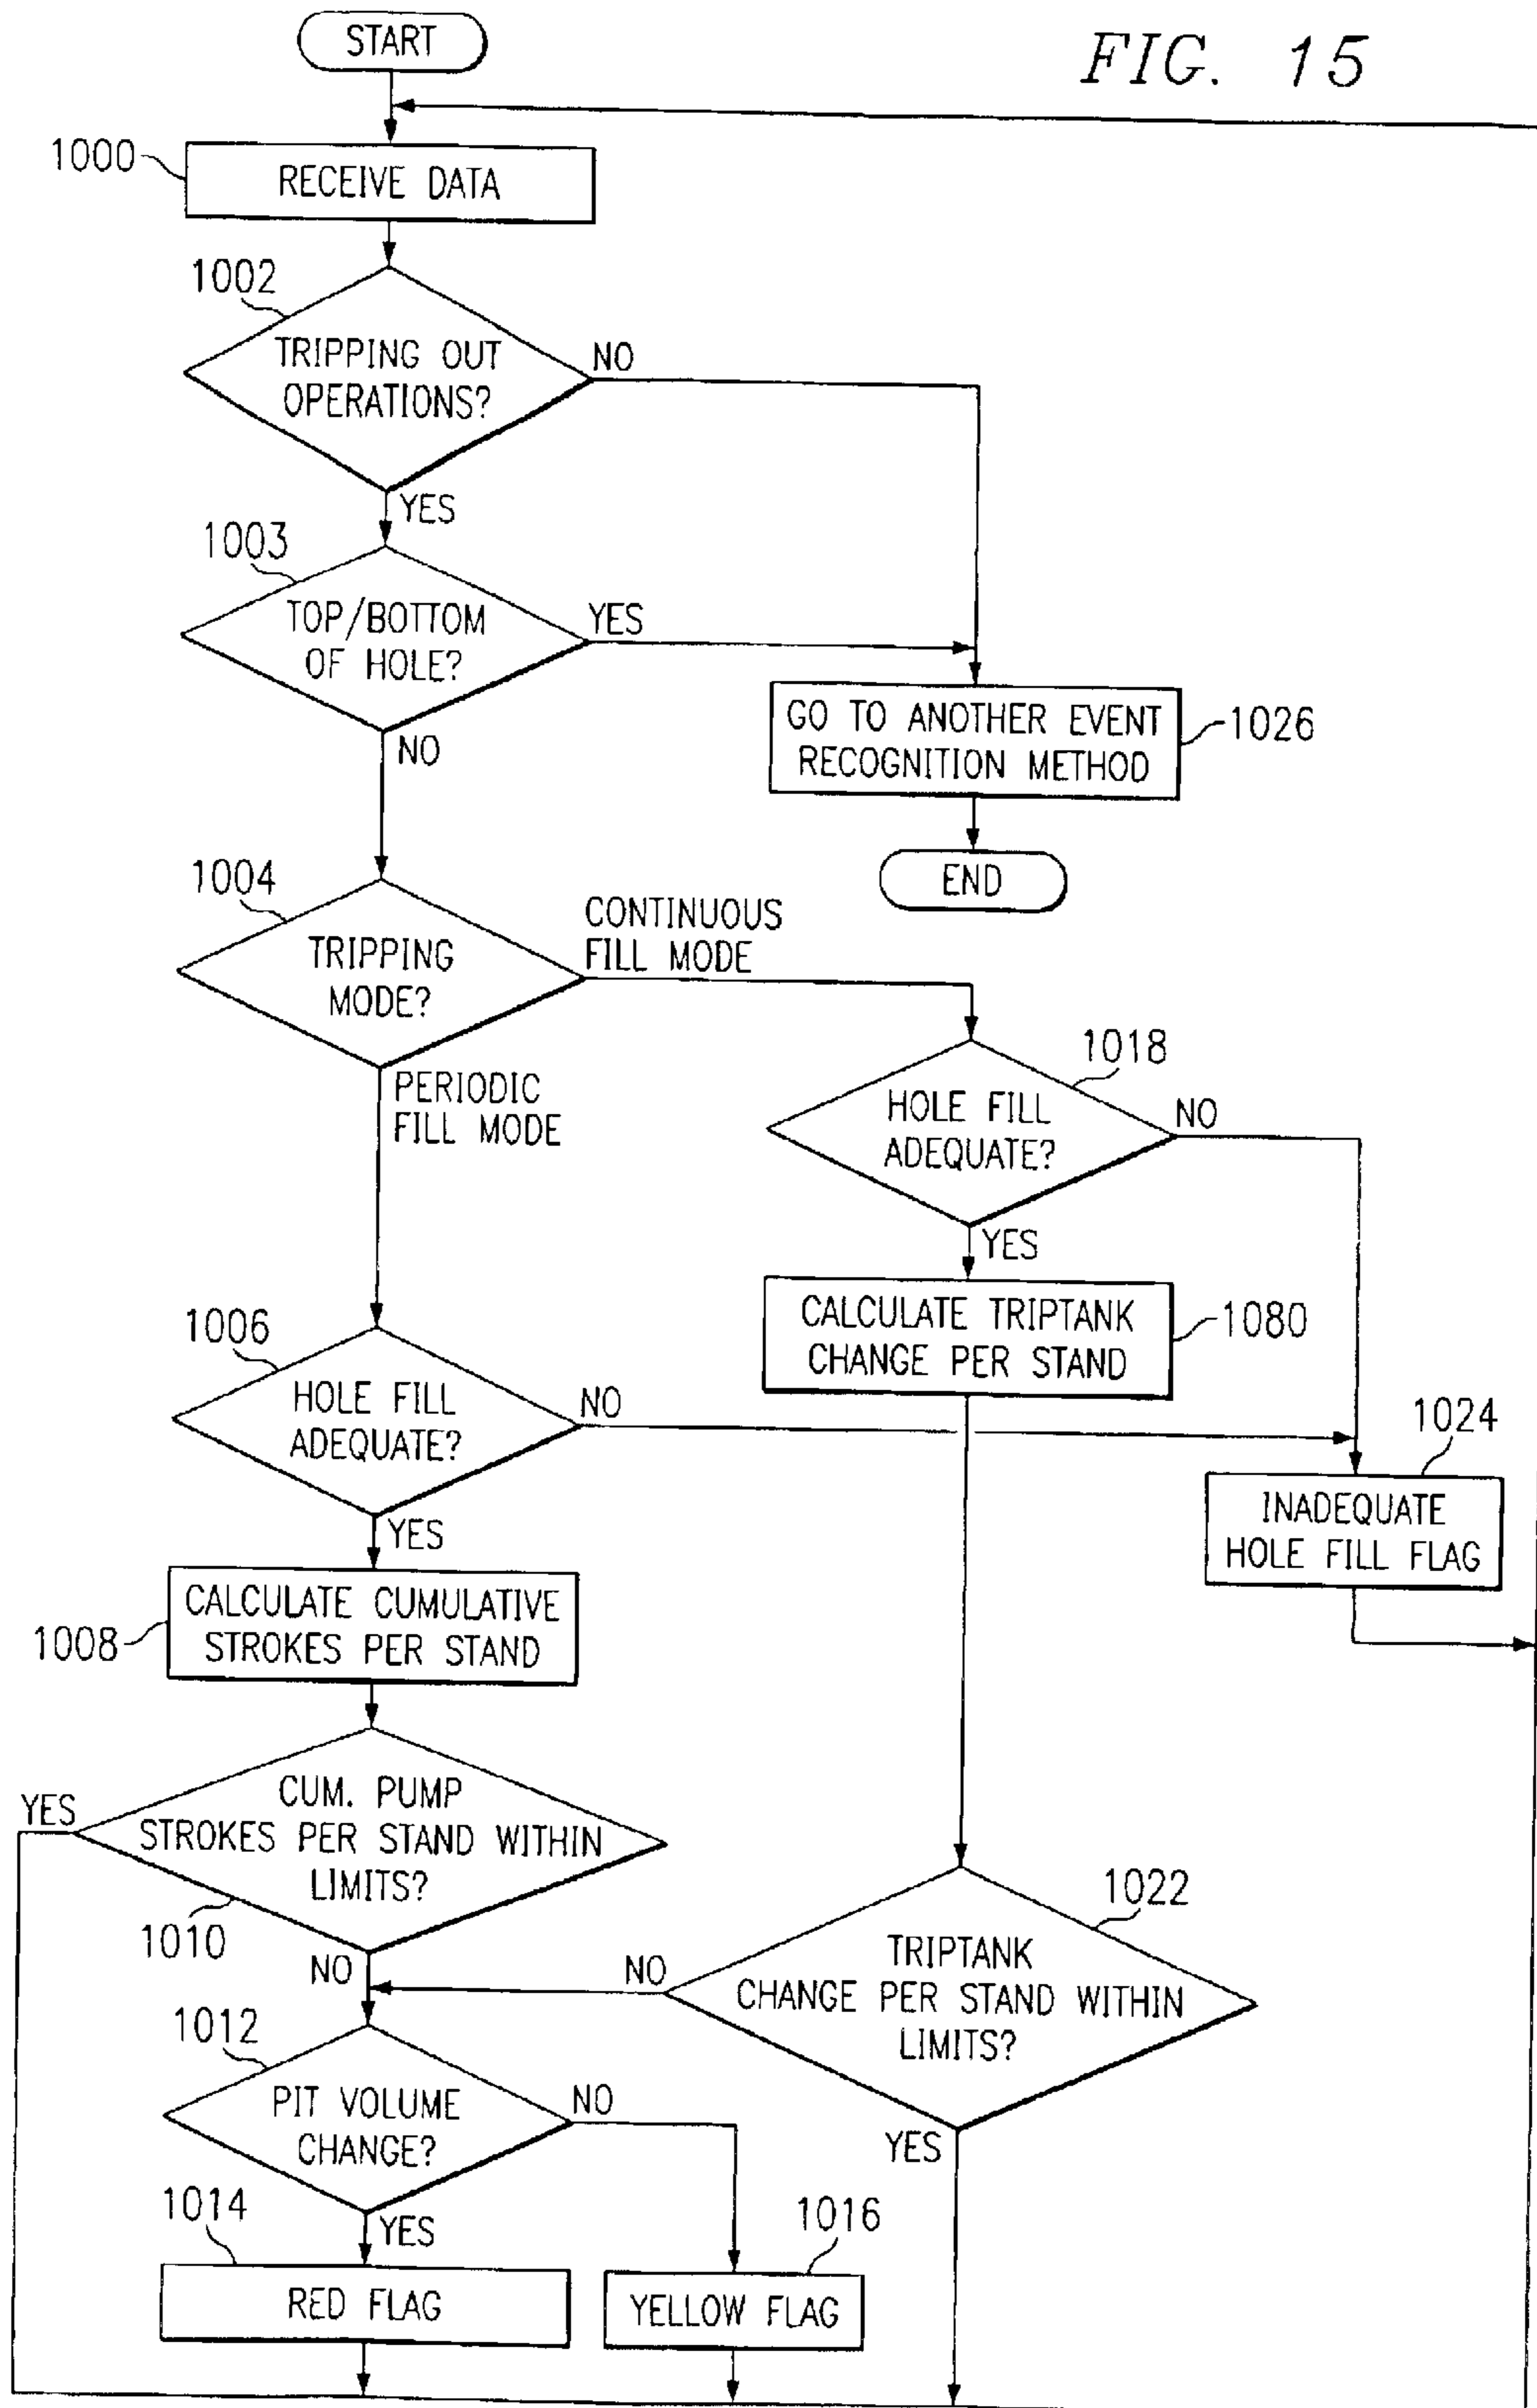 FIG. 15
START
1000
RECEIVE DATA
1002
TRIPPING OUT
OPERATIONS?
NO
YES
1003
TOP/BOTTOM
OF HOLE?
YES
NO
GO TO ANOTHER EVENT
RECOGNITION METHOD
1026
END
1004
TRIPPING
MODE?
CONTINUOUS
FILL MODE
PERIODIC
FILL MODE
1018
HOLE FILL
ADEQUATE?
NO
YES
CALCULATE TRIPTANK
CHANGE PER STAND
1080
1006
HOLE FILL
ADEQUATE?
NO
YES
1024
INADEQUATE
HOLE FILL FLAG
1008
CALCULATE CUMULATIVE
STROKES PER STAND
YES
CUM. PUMP
STROKES PER STAND WITHIN
LIMITS?
1010
NO
1022
TRIPTANK
CHANGE PER STAND WITHIN
LIMITS?
NO
YES
1012
PIT VOLUME
CHANGE?
NO
YES
1014
RED FLAG
1016
YELLOW FLAG